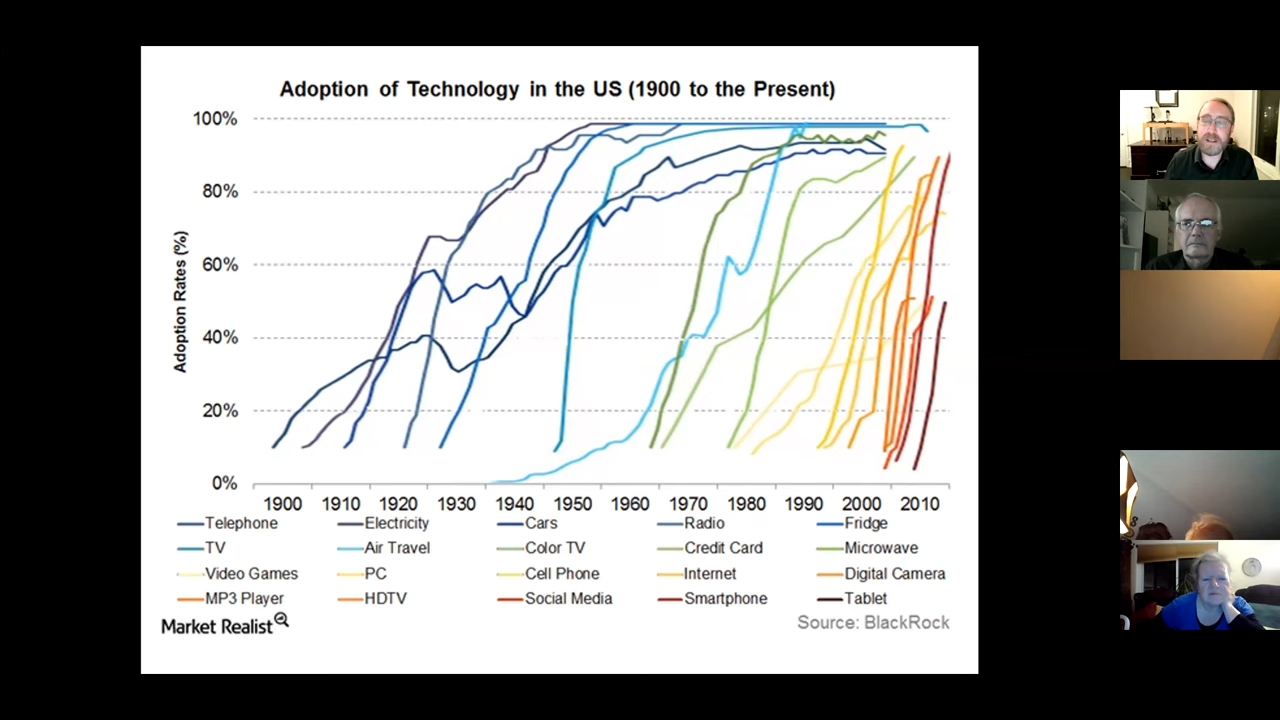 Adoption of Technology in the US (1900 to the Present)
100%
80%
60%
40%
20%
0%
Adoption Rates (%)
1900 1910 1920 1930 1940 1950 1960 1970 1980 1990 2000 2010
Telephone Electricity Cars Radio Fridge
TV Air Travel Color TV Credit Card Microwave
Video Games PC Cell Phone Internet Digital Camera
MP3 Player HDTV Social Media Smartphone Tablet
Market Realist
Source: BlackRock